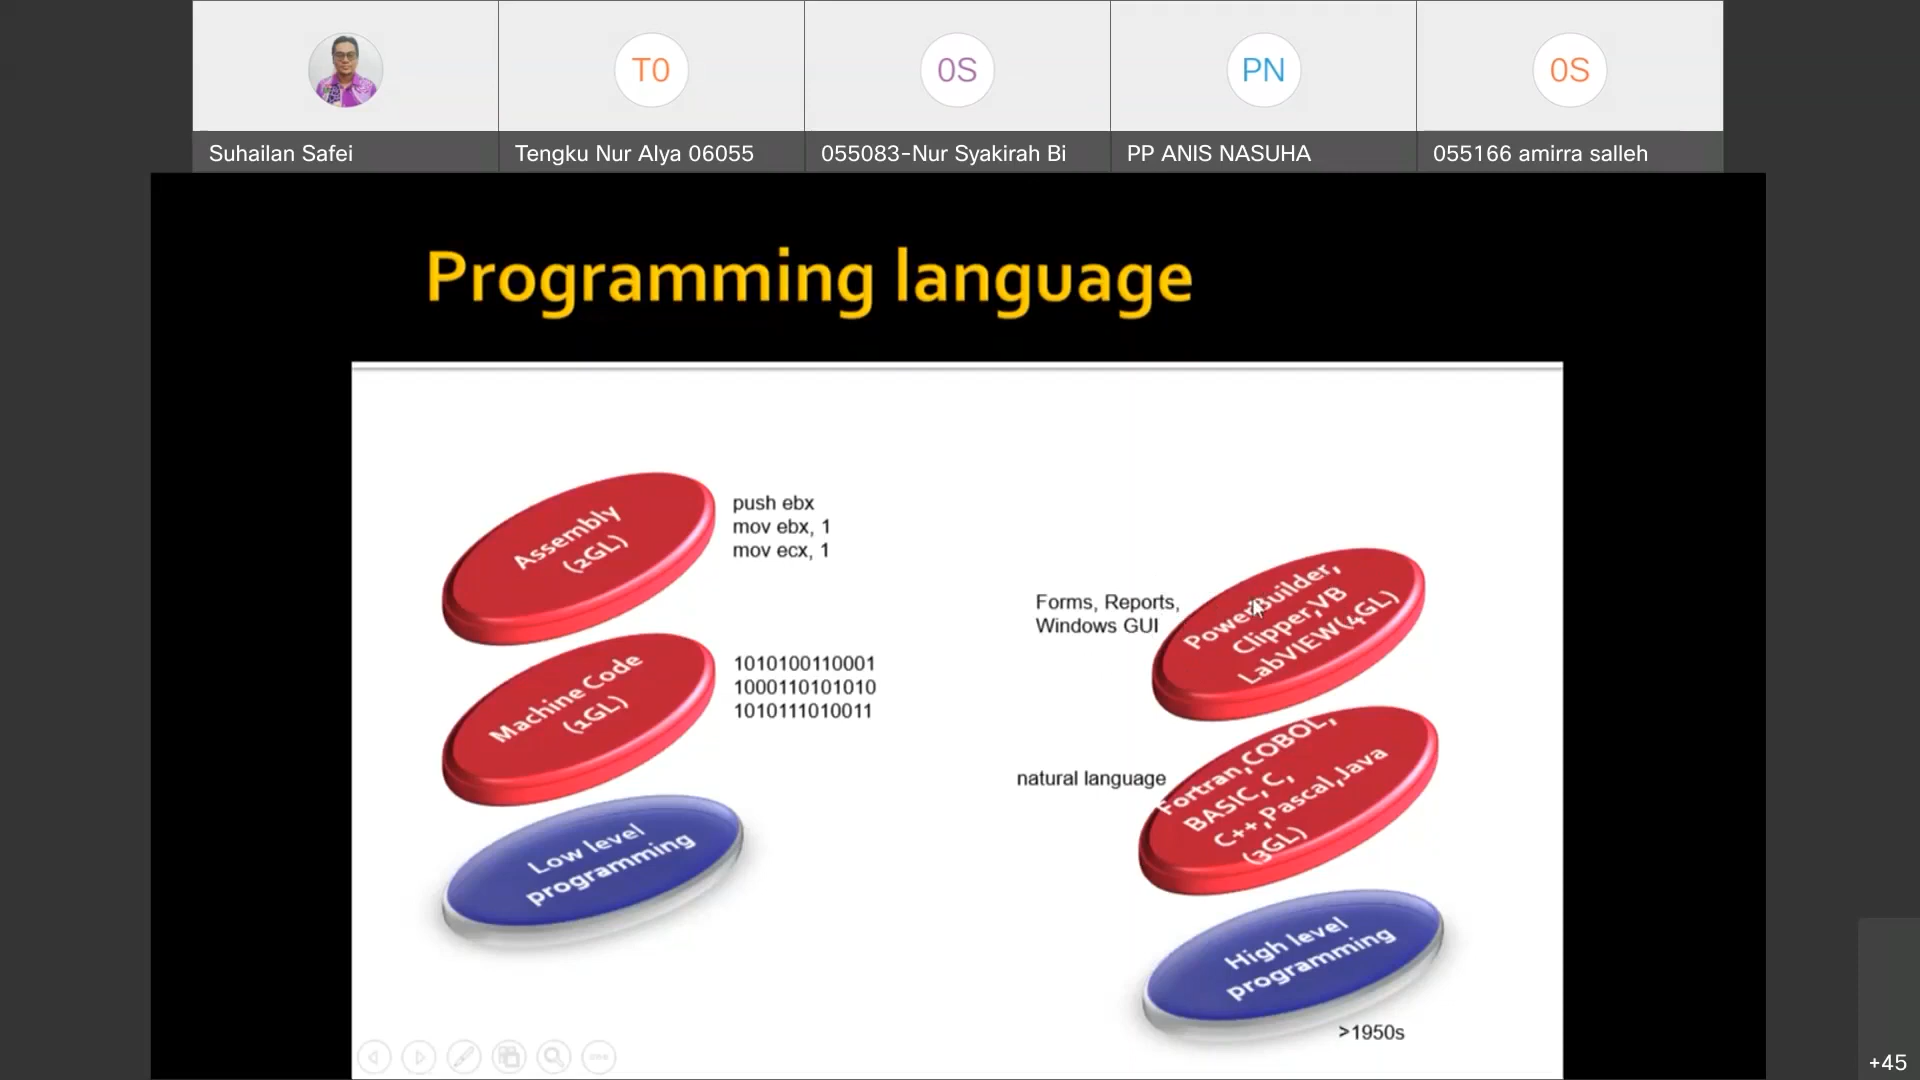 T0
0S
PN
0S
Suhailan Safei
Tengku Nur Alya 06055
055083-Nur Syakirah Bi
PP ANIS NASUHA
055166 amirra salleh
Programming language
Assembly
(2GL)
push ebx
mov ebx, 1
mov ecx, 1
Machine Code
(1GL)
1010100110001
1000110101010
1010111010011
Low level
programming
Forms, Reports,
Windows GUI
PowerBuilder,
Clipper,VB
LabVIEW(4GL)
natural language
Fortran,COBOL,
BASIC,C,
C++,Pascal,Java
(3GL)
High level
programming
>1950s
+45